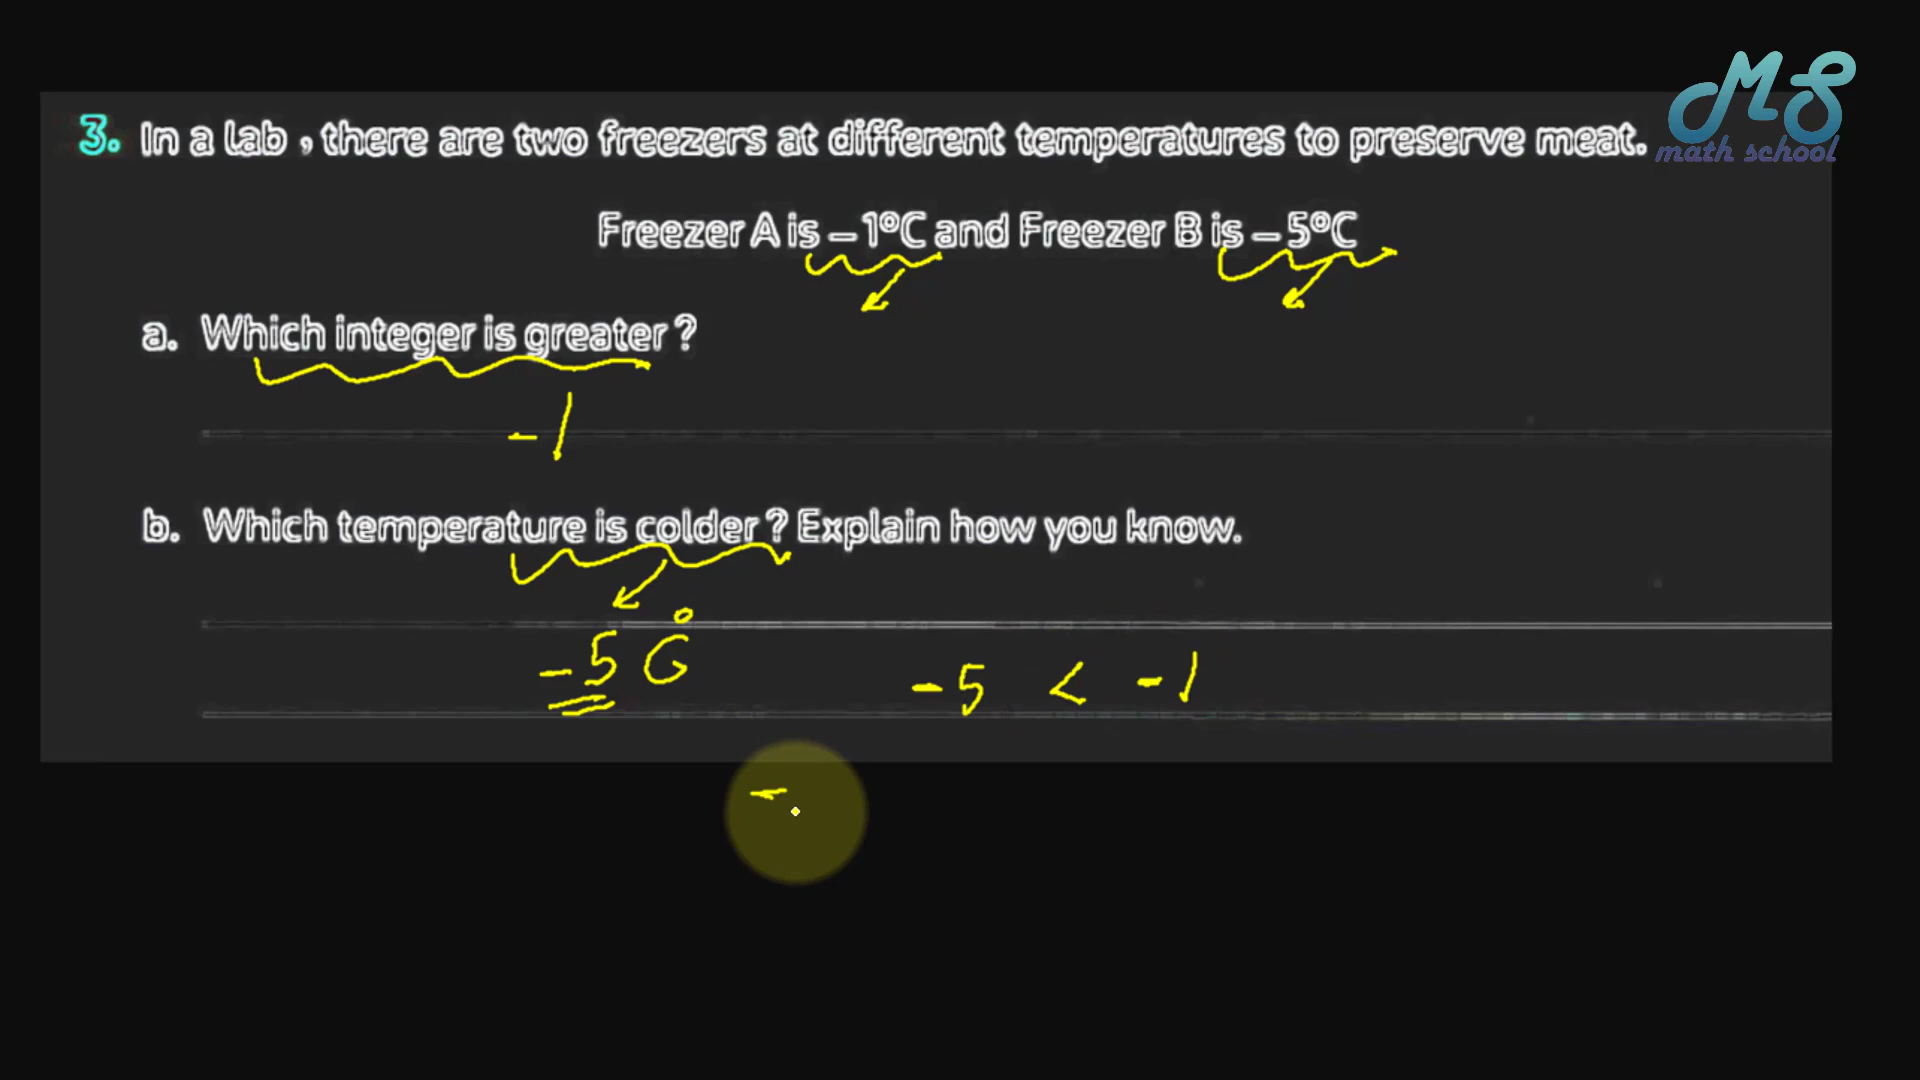 MS
math school
3. In a lab, there are two freezers at different temperatures to preserve meat.
Freezer A is – 1°C and Freezer B is – 5°C
a. Which integer is greater ?
- 1
b. Which temperature is colder ? Explain how you know.
- 5 C°
- 5 < - 1
-